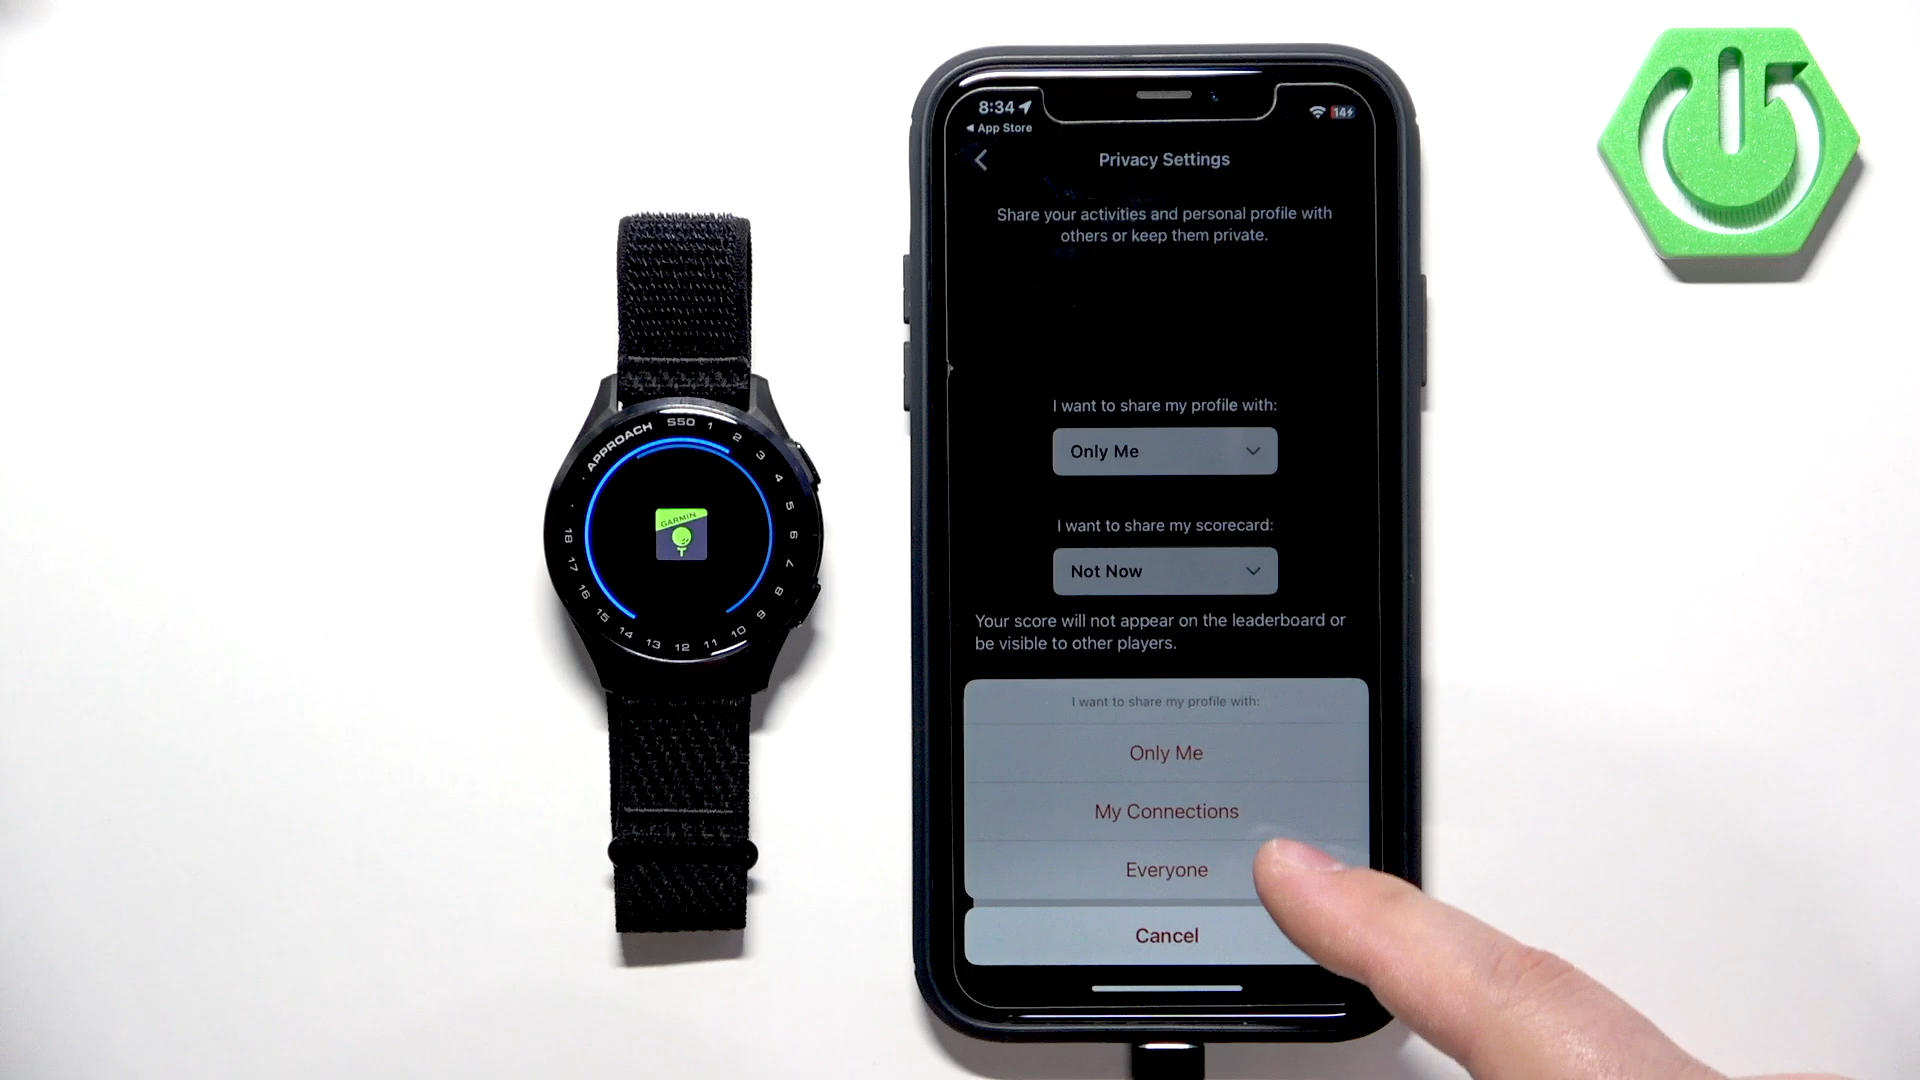 APPROACH S50 1 2 3 4 5 6 7 8 9 10 11 12 13 14 15 16 17 18
GARMIN
8:34
14
App Store
Privacy Settings
Share your activities and personal profile with
others or keep them private.
I want to share my profile with:
Only Me
I want to share my scorecard:
Not Now
Your score will not appear on the leaderboard or
be visible to other players.
I want to share my profile with:
Only Me
My Connections
Everyone
Cancel